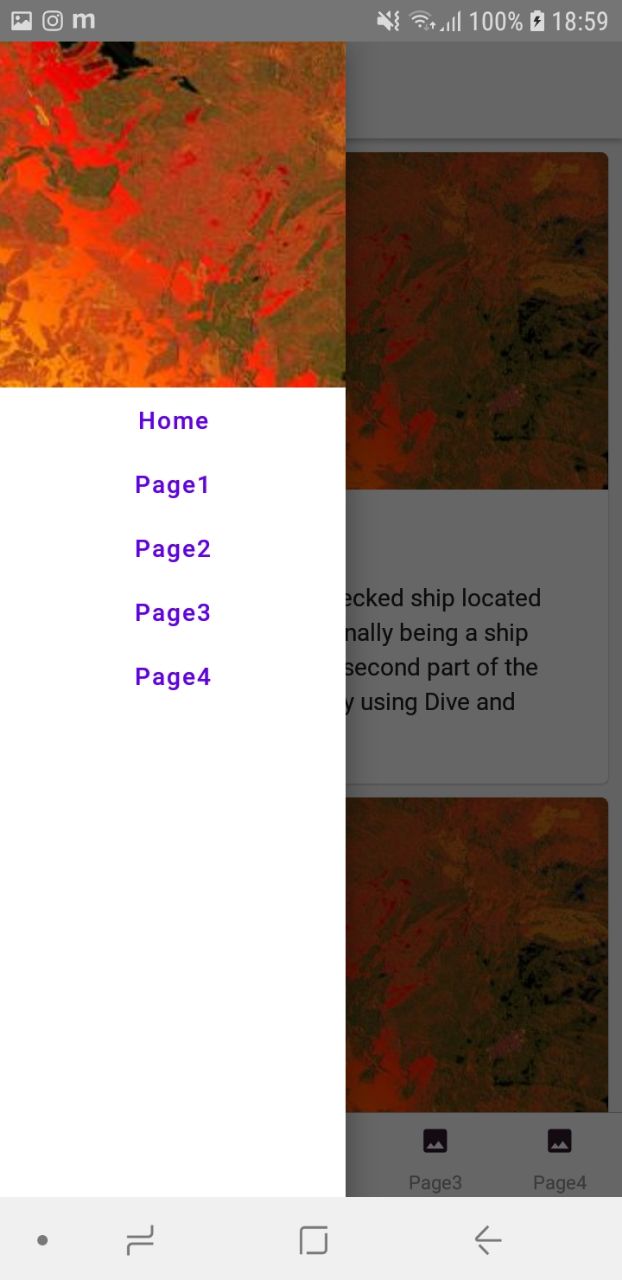 m 100% 18:59
Home
Page1
Page2
Page3
Page4
ecked ship located
nally being a ship
second part of the
y using Dive and
Page3 Page4